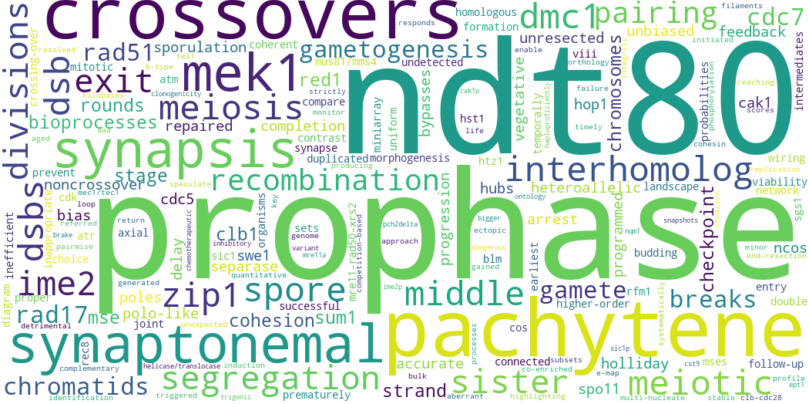 crossovers
homologous
filaments
dmc1
pairing
cdc7
formation
responds
initiated
divisions
crossing-over
resolved
tel1
b-type
rad51
sporulation
coherent
gametogenesis
unresected
unbiased
feedback
mitotic
mus81/mms4
undetected
enable
orthology
viii
dsb
exit
mek1
atm
red1
strictly
cak1p
ndt80
failure
reaching
clonogenicity
monitor
bypasses
vegetative
temporally
hop1
chromosomes
probabilities
phosphorylation
cak1
scores
intermediates
rounds
meiosis
compare
miniarray
uniform
hst1
life
timely
cohesin
bioprocesses
repaired
completion
contrast
synapse
duplicated
morphogenesis
htz1
wiring
aged
synapsis
producing
interhomolog
prevent
stage
recombination
progression
hubs
heteroallelic
landscape
viability
network
noncrossover
speculate
dsbs
bias
cdc5
sets
genome
variant
mre11-rad50-xrs2
competition-based
pch2delta
approach
bigger
ectopic
ontology
programmed
arrest
snapshots
checkpoint
sgs1
mec1/tec1
loop
referred
brake
pairwise
axial
return
clb1
organisms
key
prophase
blm
dangerous
gained
earliest
nqm1
minor
ncos
end-resection
inefficient
inappropriate
cdk
atr
choice
delay
sic1
swe1
inhibitory
quantitative
mre11a
separase
budding
entry
ime2
zip1
spore
middle
gamete
rfm1
higher-order
breaks
double
diagram
proper
poles
generated
successful
ime2p
rad17
mse
polo-like
cohesion
sum1
pachytene
systematically
detrimental
joint
unexpected
synaptonemal
rec8
prematurely
cos
connected
subsets
holliday
follow-up
processes
co-enriched
e-map
cst9
mses
profile
ept1
helicase/translocase
induction
complementary
accurate
chromatids
segregation
strand
sister
spo11
meiotic
identification
triggered
trigenic
bulk
aberrant
highlighting
multi-nucleate
stable
clb-cdc28
sic1p